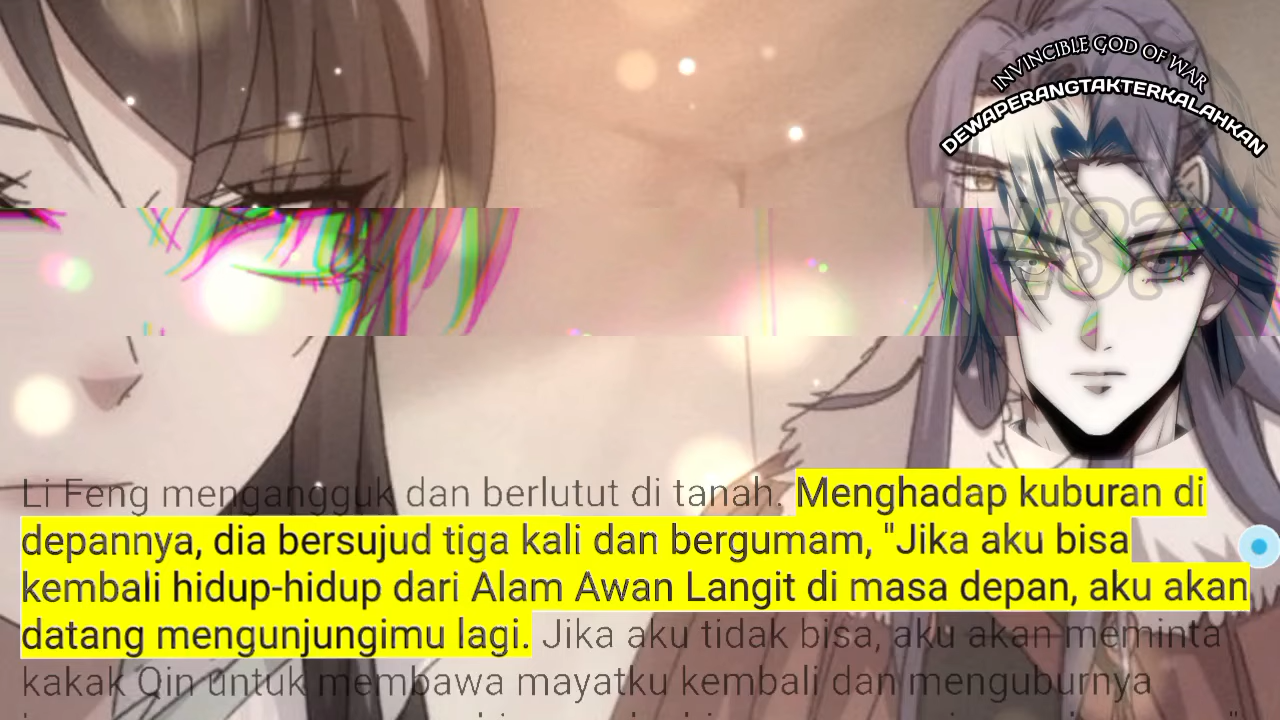 INVINCIBLE GOD OF WAR
DEWAPERANGTAKTERKALAHKAN
Li Feng mengangguk dan berlutut di tanah. Menghadap kuburan di
depannya, dia bersujud tiga kali dan bergumam, "Jika aku bisa
kembali hidup-hidup dari Alam Awan Langit di masa depan, aku akan
datang mengunjungimu lagi. Jika aku tidak bisa, aku akan meminta
kakak Qin untuk membawa mayatku kembali dan menguburnya